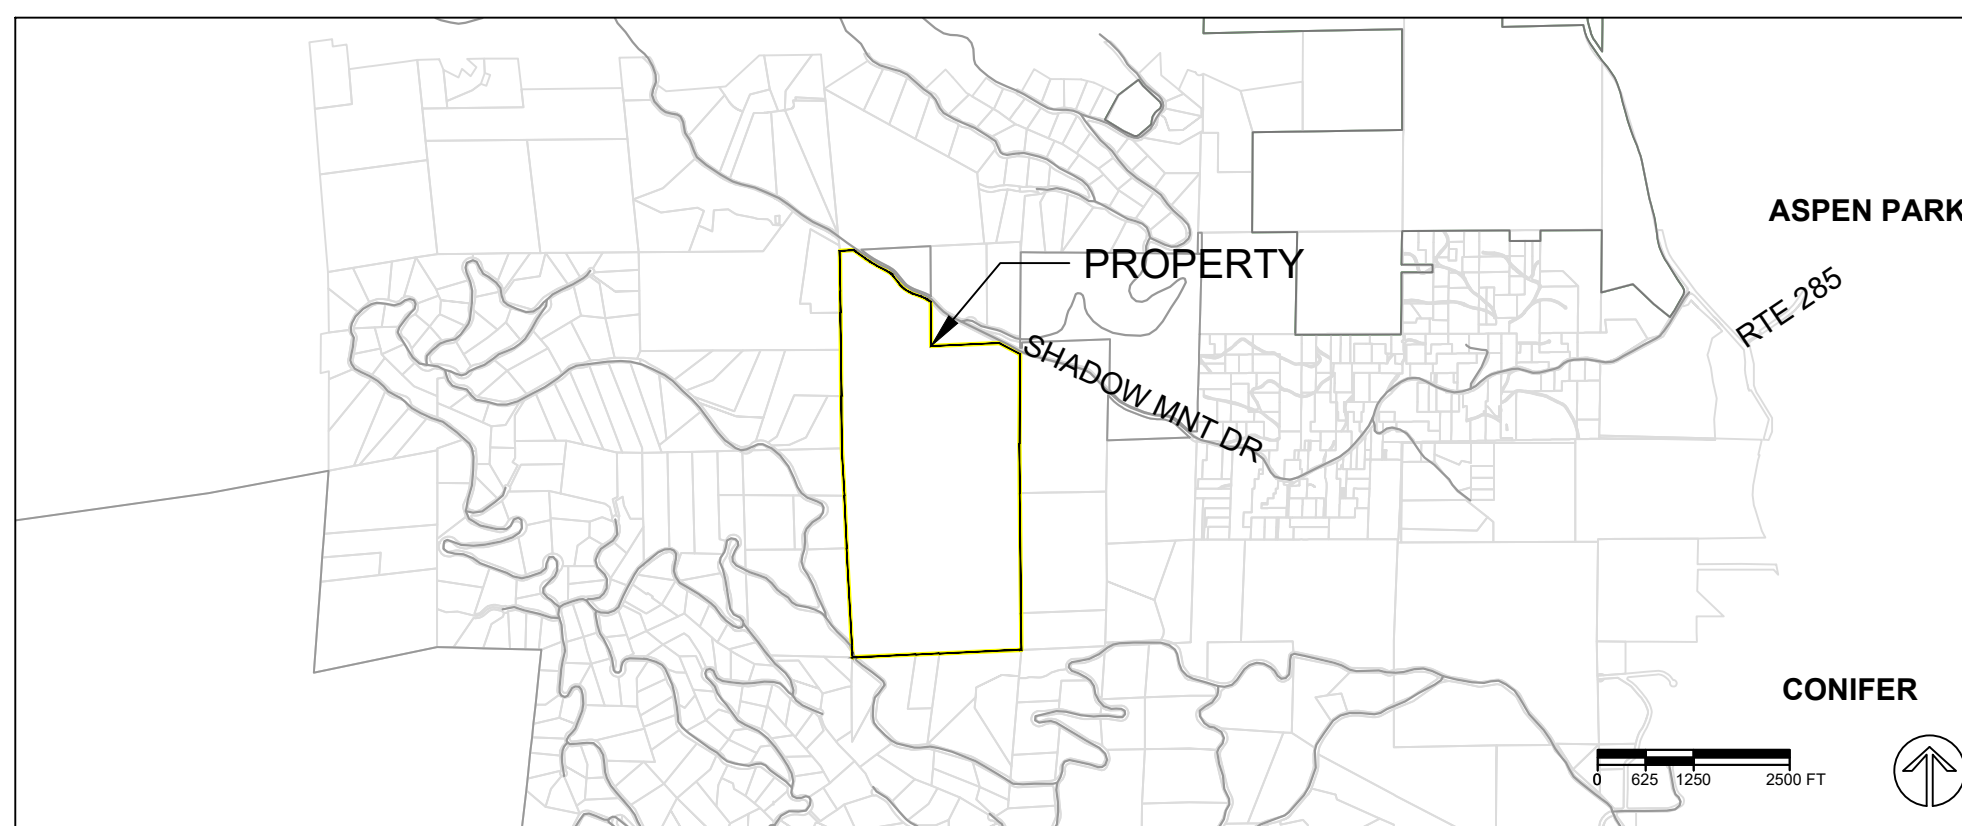 ASPEN PARK
PROPERTY
RTE 285
SHADOW MNT DR
CONIFER
0 625 1250 2500 FT